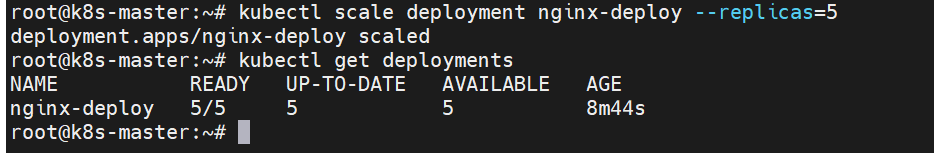 root@k8s-master:~# kubectl scale deployment nginx-deploy --replicas=5
deployment.apps/nginx-deploy scaled
root@k8s-master:~# kubectl get deployments
NAME           READY   UP-TO-DATE   AVAILABLE   AGE
nginx-deploy   5/5     5            5           8m44s
root@k8s-master:~#